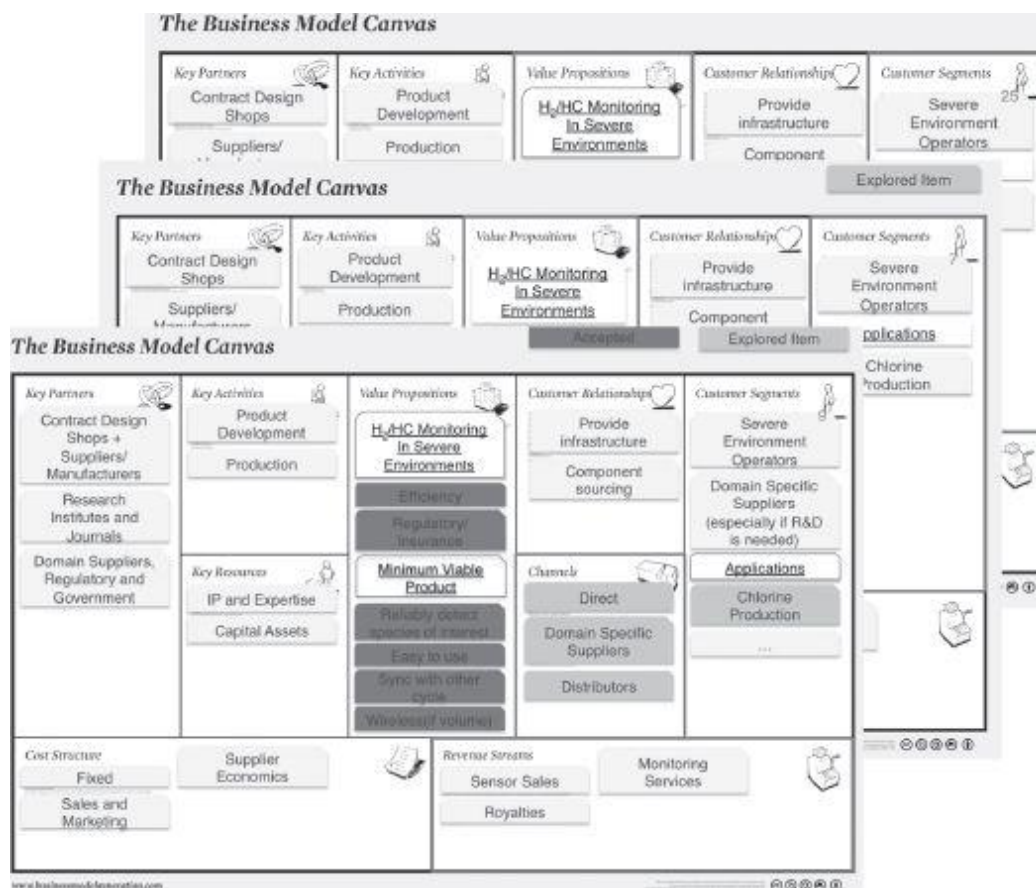 The Business Model Canvas
Key Partners
Contract Design
Shops
Suppliers/
Key Activities
Product
Development
Production
Value Propositions
H2/HC Monitoring
In Severe
Environments
Customer Relationships
Provide
infrastructure
Component
Customer Segments
25
Severe
Environment
Operators
The Business Model Canvas
Explored Item
Key Partners
Contract Design
Shops
Suppliers/
Manufacturers
Key Activities
Product
Development
Production
Value Propositions
H2/HC Monitoring
In Severe
Environments
Customer Relationships
Provide
infrastructure
Component
Customer Segments
Severe
Environment
Operators
pplications
Chlorine
Production
The Business Model Canvas
Accepted
Explored Item
Key Partners
Contract Design
Shops +
Suppliers/
Manufacturers
Research
Institutes and
Journals
Domain Suppliers,
Regulatory and
Government
Key Activities
Product
Development
Production
Key Resources
IP and Expertise
Capital Assets
Value Propositions
H2/HC Monitoring
In Severe
Environments
Efficiency
Regulatory/
Insurance
Minimum Viable
Product
Reliably detect
species of interest
Easy to use
Sync with other
cycle
Wireless(if volume)
Customer Relationships
Provide
infrastructure
Component
sourcing
Channels
Direct
Domain Specific
Suppliers
Distributors
Customer Segments
Severe
Environment
Operators
Domain Specific
Suppliers
(especially if R&D
is needed)
Applications
Chlorine
Production
...
Cost Structure
Fixed
Sales and
Marketing
Supplier
Economics
Revenue Streams
Sensor Sales
Royalties
Monitoring
Services
www.businessmodelgeneration.com